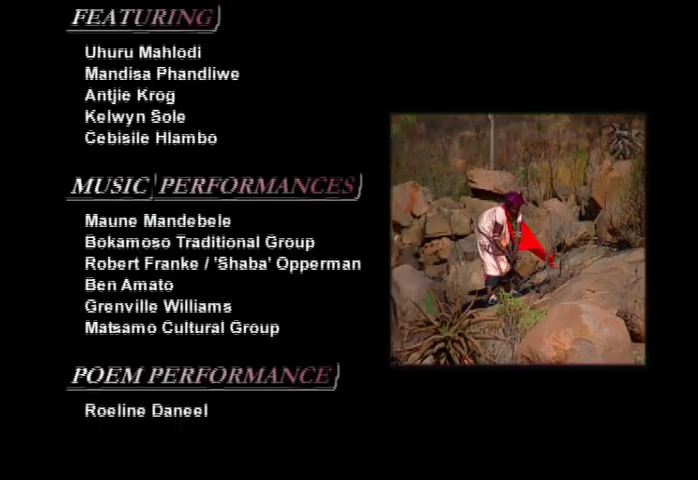 FEATURING
Uhuru Mahlodi
Mandisa Phandliwe
Antjie Krog
Kelwyn Sole
Cebisile Hlambo
MUSIC PERFORMANCES
Maune Mandebele
Bokamoso Traditional Group
Robert Franke / 'Shaba' Opperman
Ben Amato
Grenville Williams
Matsamo Cultural Group
POEM PERFORMANCE
Roeline Daneel